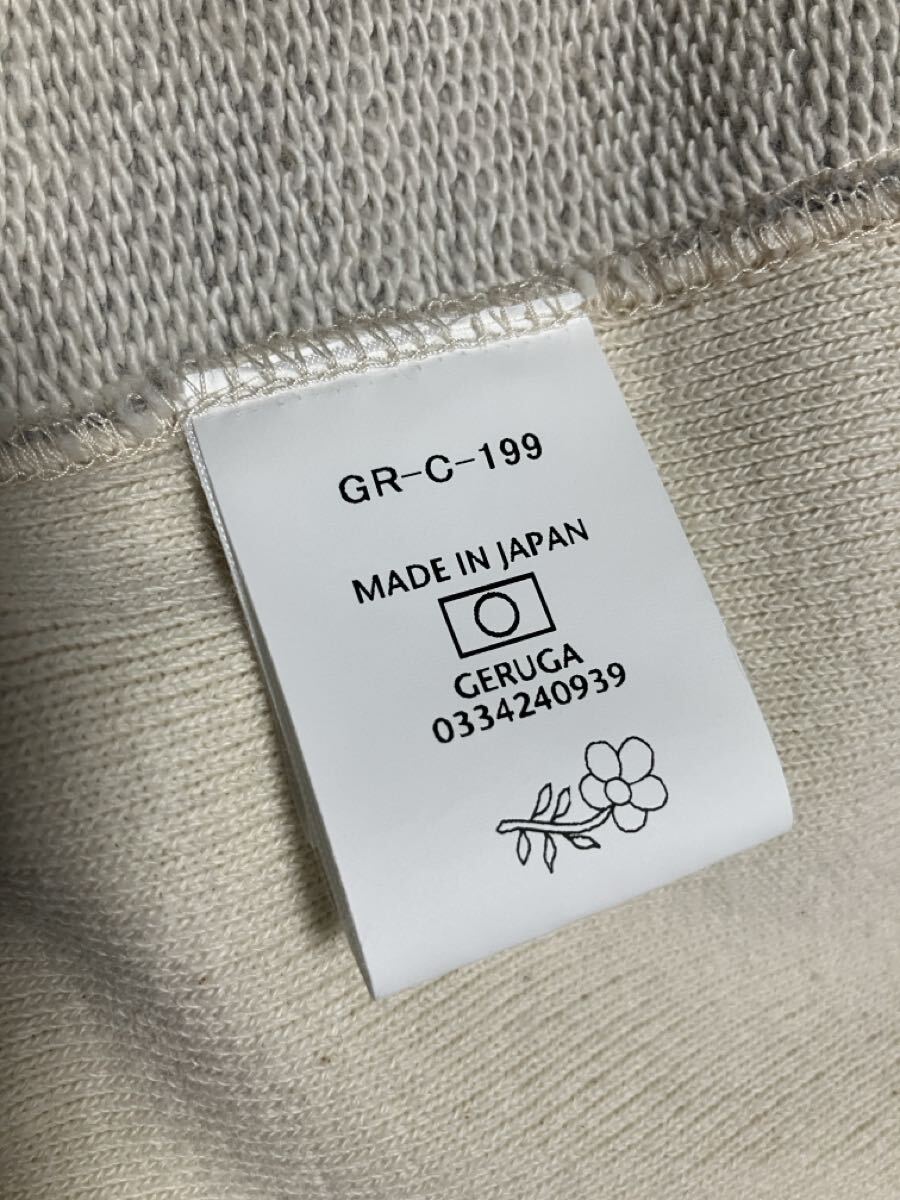 GR-C-199
MADE IN JAPAN
GERUGA
0334240939